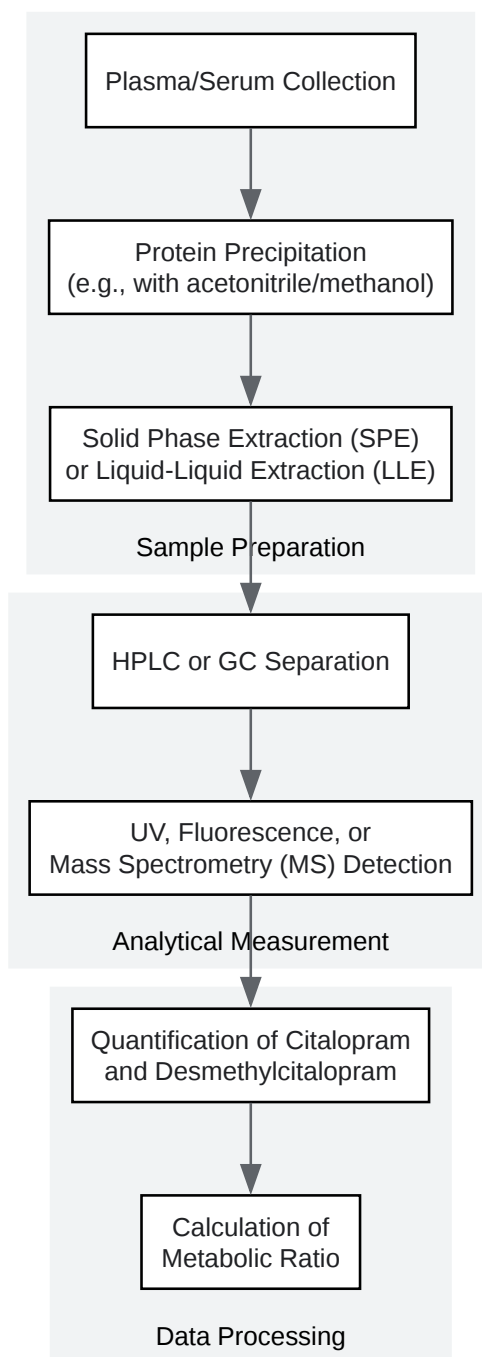 Plasma/Serum Collection
Protein Precipitation
(e.g., with acetonitrile/methanol)
Solid Phase Extraction (SPE)
or Liquid-Liquid Extraction (LLE)
Sample Preparation
HPLC or GC Separation
UV, Fluorescence, or
Mass Spectrometry (MS) Detection
Analytical Measurement
Quantification of Citalopram
and Desmethylcitalopram
Calculation of
Metabolic Ratio
Data Processing